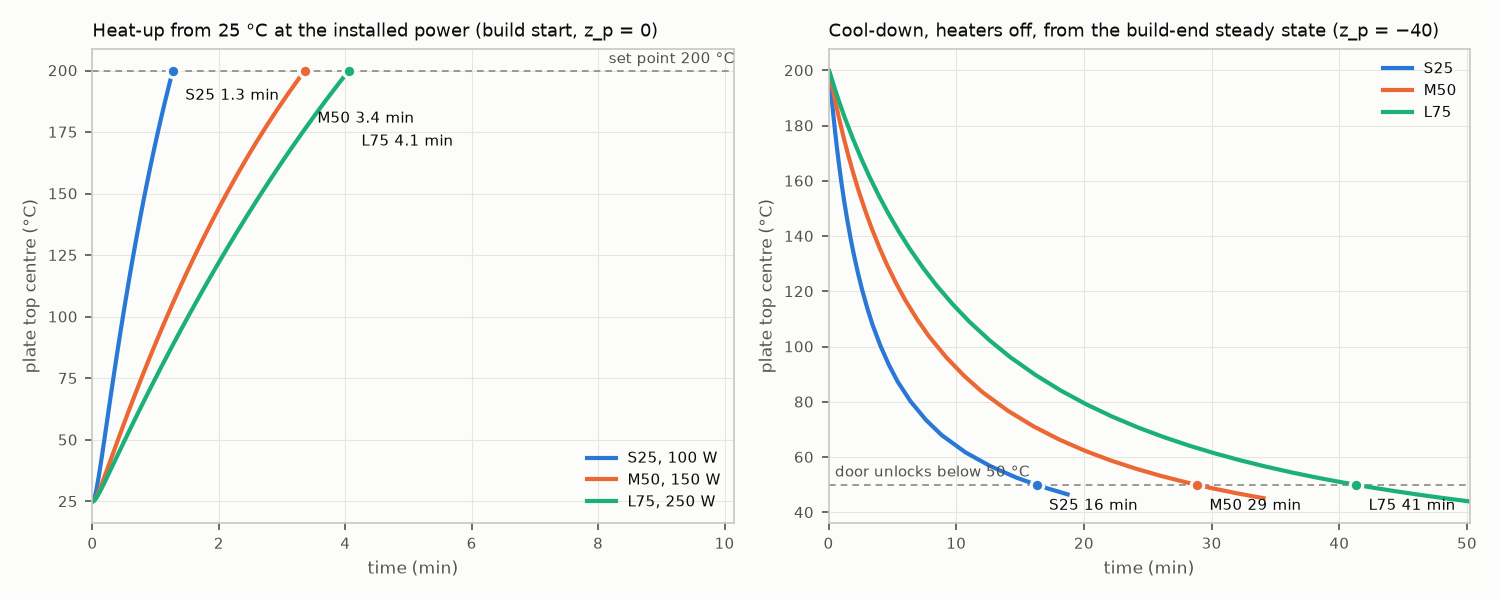 Heat-up from 25 °C at the installed power (build start, z_p = 0)
set point 200 °C
S25 1.3 min
M50 3.4 min
L75 4.1 min
plate top centre (°C)
200
175
150
125
100
75
50
25
S25, 100 W
M50, 150 W
L75, 250 W
0 2 4 6 8 10
time (min)
Cool-down, heaters off, from the build-end steady state (z_p = −40)
S25
M50
L75
plate top centre (°C)
200
180
160
140
120
100
80
60
40
door unlocks below 50 °C
S25 16 min
M50 29 min
L75 41 min
0 10 20 30 40 50
time (min)